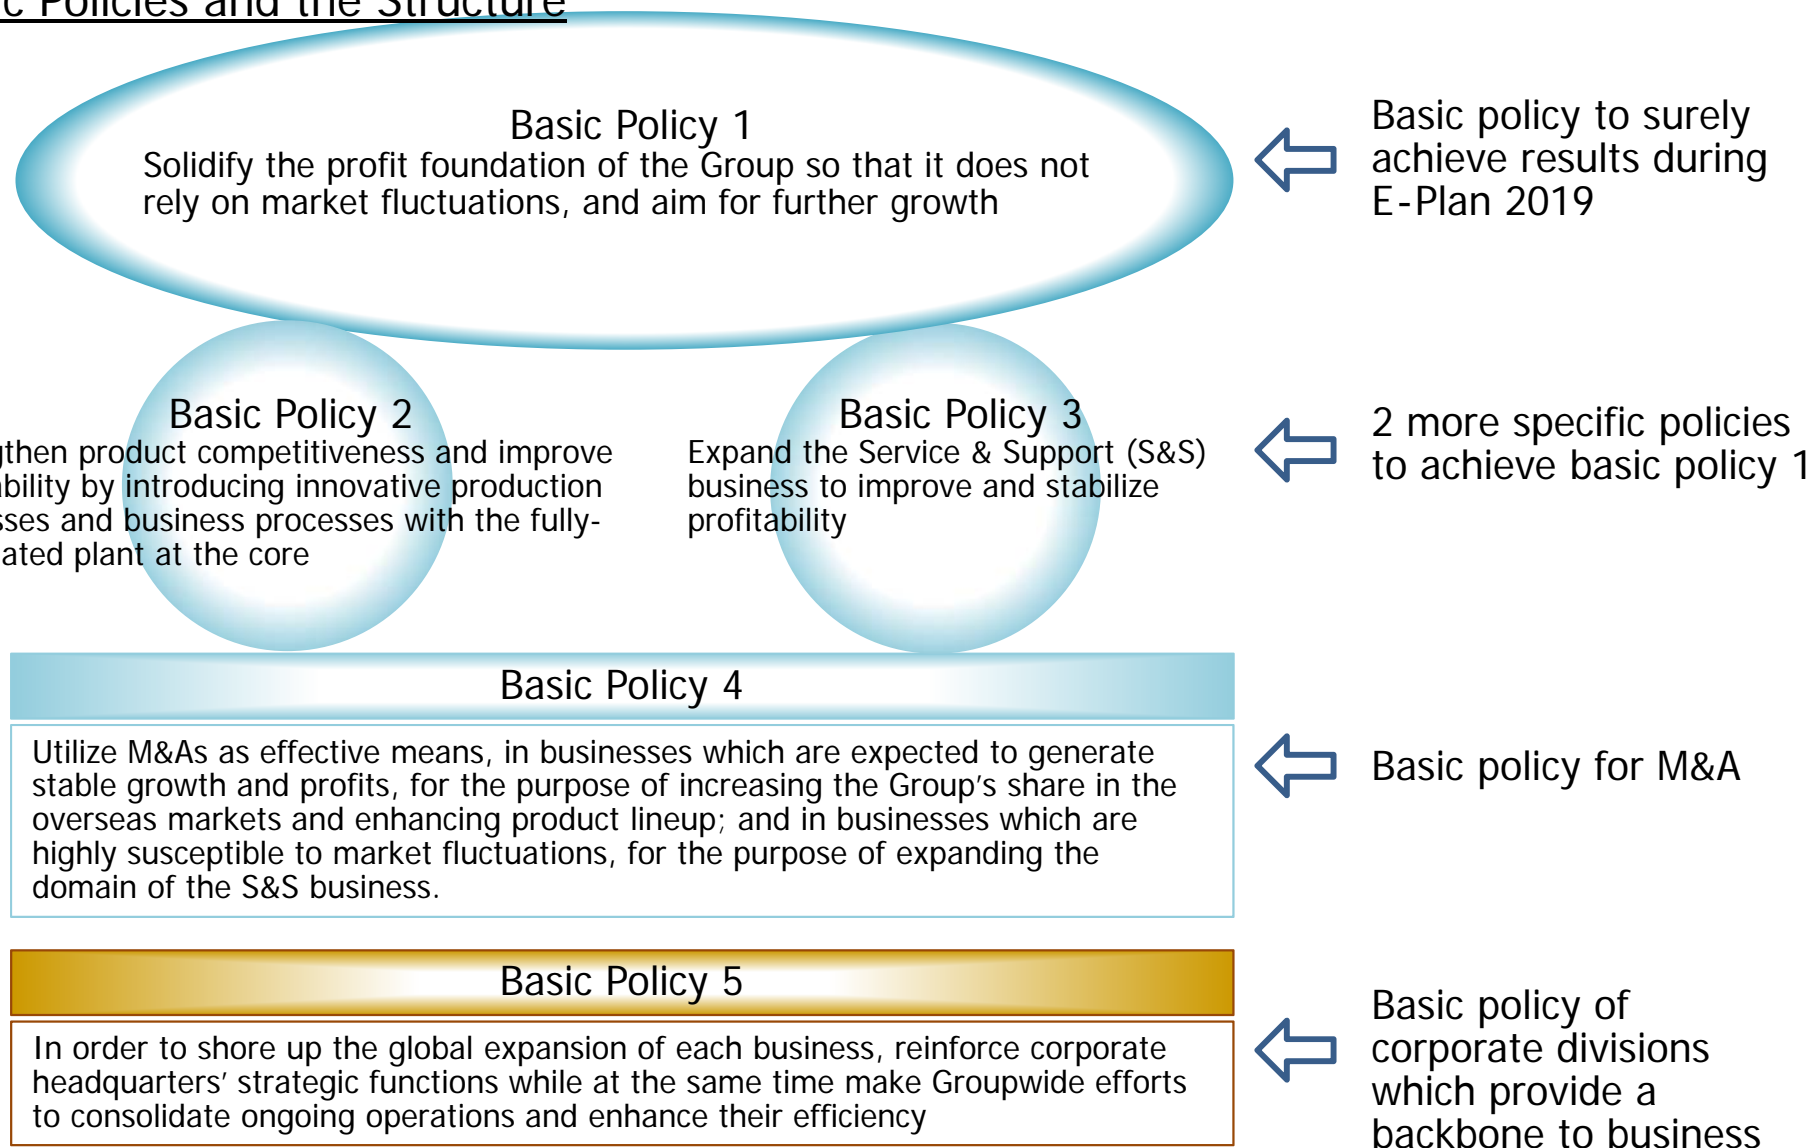 Policies and the Structure
Basic Policy 1
Solidify the profit foundation of the Group so that it does not
rely on market fluctuations, and aim for further growth
Basic policy to surely
achieve results during
E-Plan 2019
Basic Policy 2
product competitiveness and improve
by introducing innovative production
and business processes with the fully-
plant at the core
Basic Policy 3
Expand the Service & Support (S&S)
business to improve and stabilize
profitability
2 more specific policies
to achieve basic policy 1
Basic Policy 4
Utilize M&As as effective means, in businesses which are expected to generate
stable growth and profits, for the purpose of increasing the Group's share in the
overseas markets and enhancing product lineup; and in businesses which are
highly susceptible to market fluctuations, for the purpose of expanding the
domain of the S&S business.
Basic policy for M&A
Basic Policy 5
In order to shore up the global expansion of each business, reinforce corporate
headquarters' strategic functions while at the same time make Groupwide efforts
to consolidate ongoing operations and enhance their efficiency
Basic policy of
corporate divisions
which provide a
backbone to business